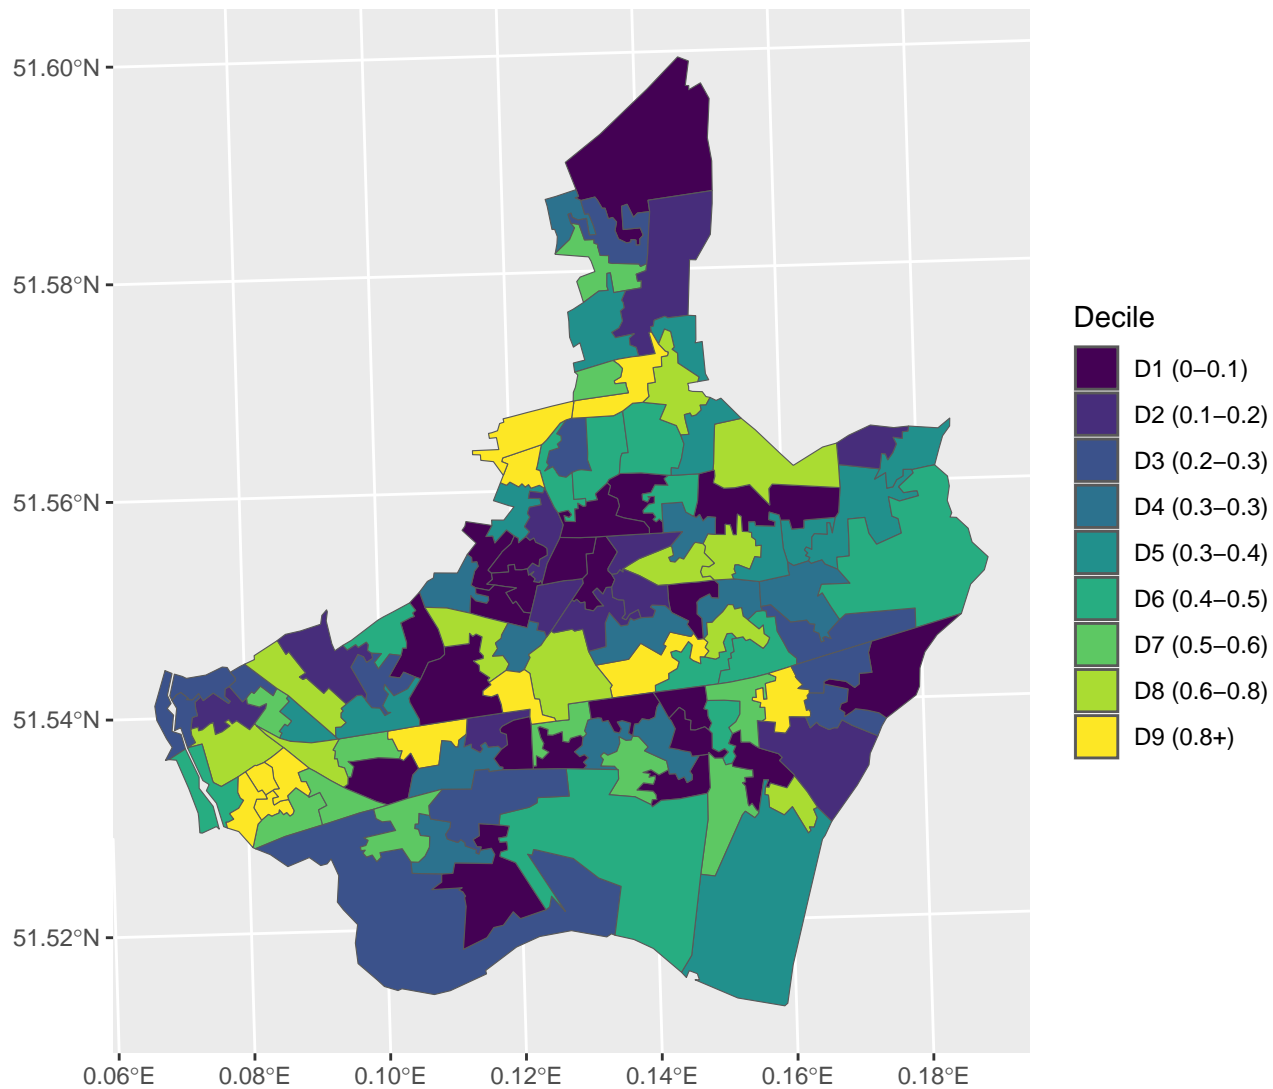 51.60°N
51.58°N
51.56°N
51.54°N
51.52°N
0.06°E
0.08°E
0.10°E
0.12°E
0.14°E
0.16°E
0.18°E
Decile
D1 (0–0.1)
D2 (0.1–0.2)
D3 (0.2–0.3)
D4 (0.3–0.3)
D5 (0.3–0.4)
D6 (0.4–0.5)
D7 (0.5–0.6)
D8 (0.6–0.8)
D9 (0.8+)